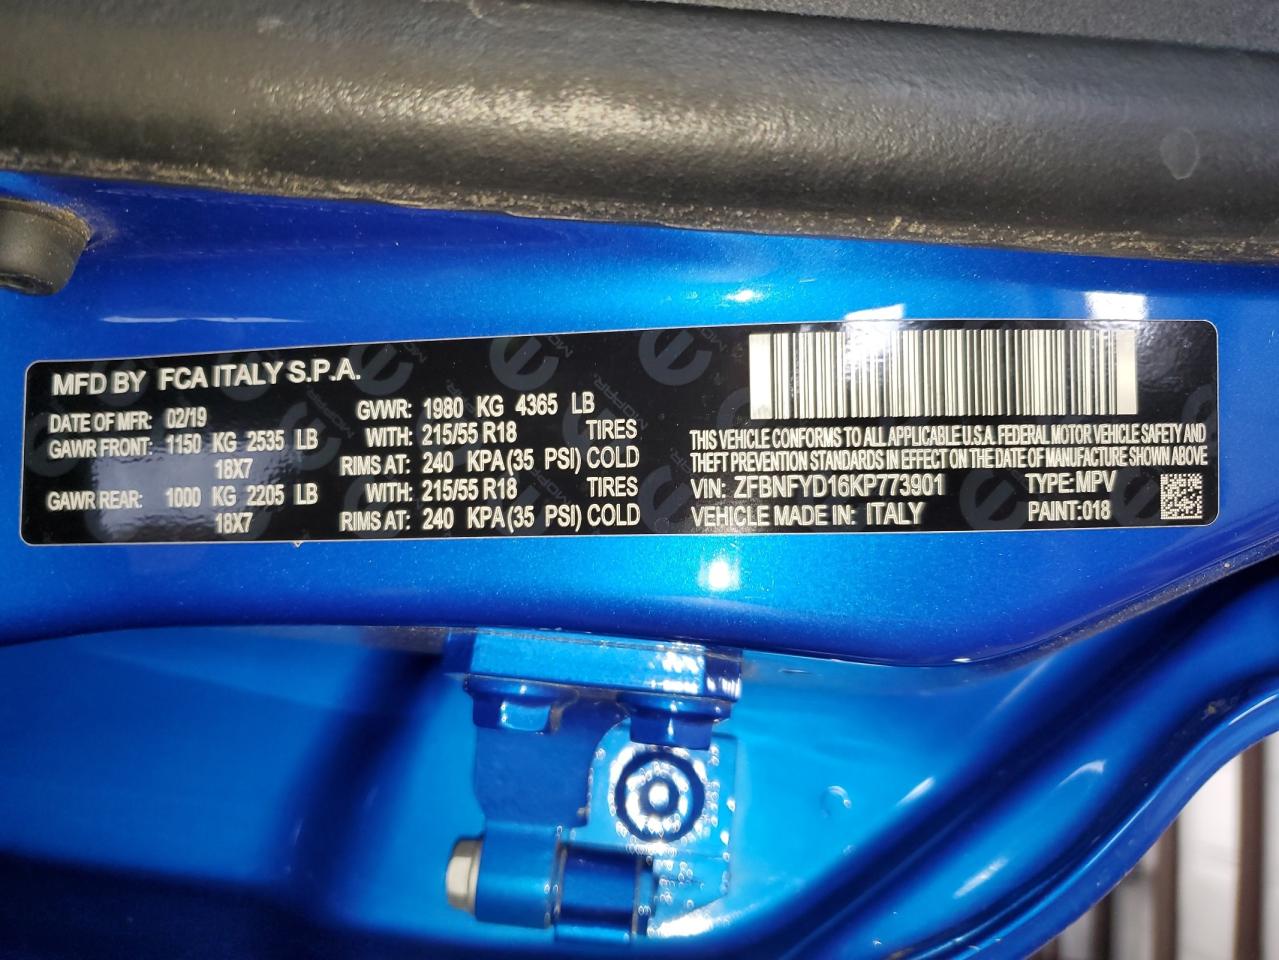 MFD BY FCA ITALY S.P.A.
DATE OF MFR: 02/19 GVWR: 1980 KG 4365 LB
GAWR FRONT: 1150 KG 2535 LB WITH: 215/55 R18 TIRES
18X7 RIMS AT: 240 KPA(35 PSI) COLD
GAWR REAR: 1000 KG 2205 LB WITH: 215/55 R18 TIRES
18X7 RIMS AT: 240 KPA(35 PSI) COLD
THIS VEHICLE CONFORMS TO ALL APPLICABLE U.S.A. FEDERAL MOTOR VEHICLE SAFETY AND
THEFT PREVENTION STANDARDS IN EFFECT ON THE DATE OF MANUFACTURE SHOWN ABOVE
VIN: ZFBNFYD16KP773901 TYPE: MPV
VEHICLE MADE IN: ITALY PAINT:018